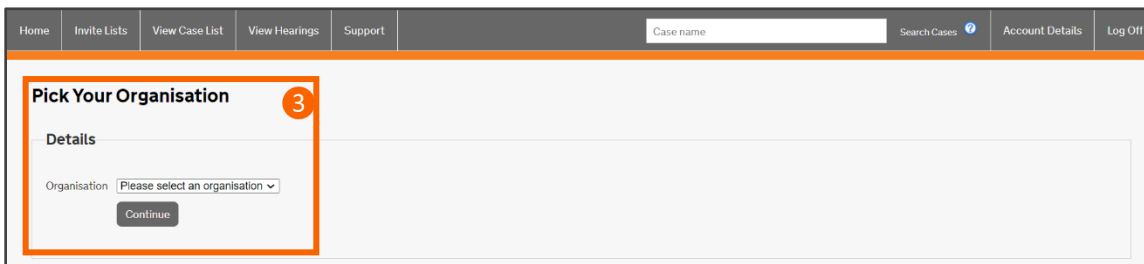 Home Invite Lists View Case List View Hearings Support Case name Search Cases ? Account Details Log Off
Pick Your Organisation
3
Details
Organisation Please select an organisation
Continue